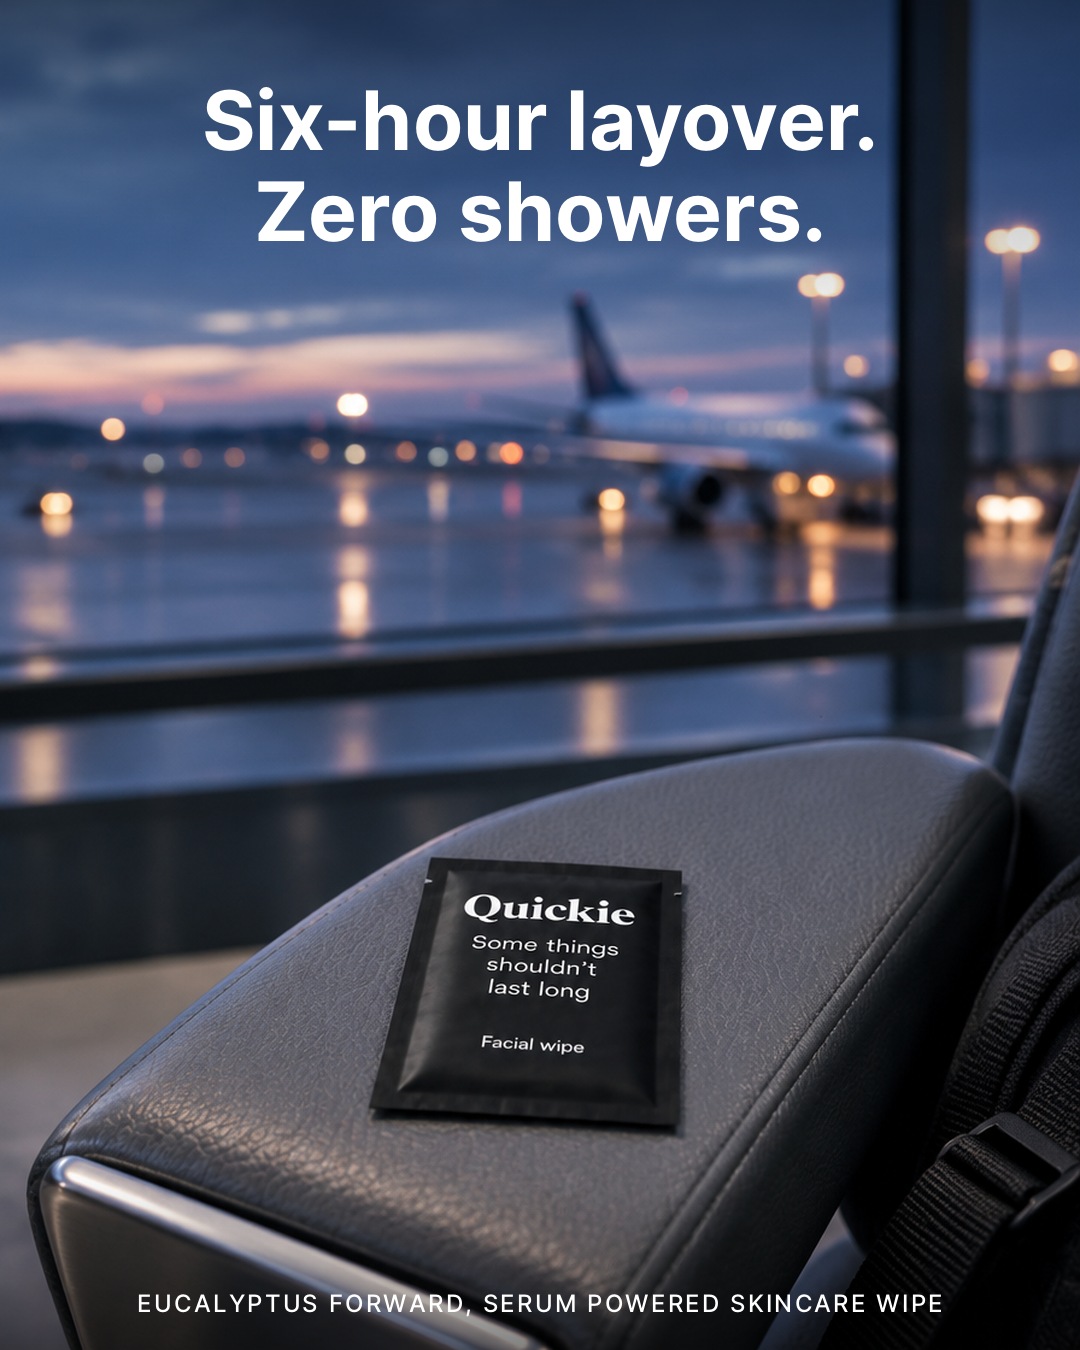 Six-hour layover.
Zero showers.
Quickie
Some things
shouldn't
last long
Facial wipe
EUCALYPTUS FORWARD, SERUM POWERED SKINCARE WIPE